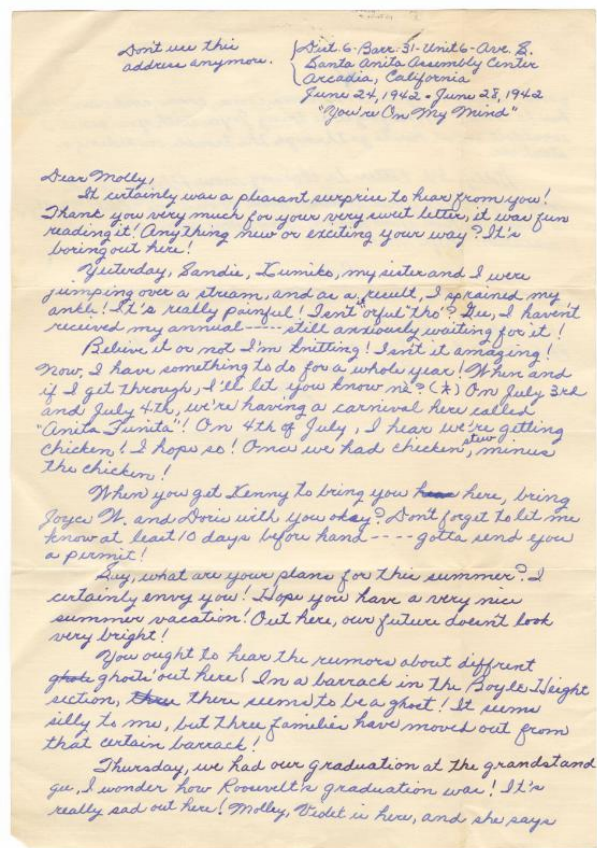 Don't use this
address anymore.
Dist. 6 - Barr. 31 - Unit 6 - Ave. S.
Santa Anita Assembly Center
Arcadia, California
June 24, 1942 - June 28, 1942
"You're On My Mind"
Dear Molly,
It certainly was a pleasant surprise to hear from you!
Thank you very much for your very sweet letter, it was fun
reading it! Anything new or exciting your way? It's
boring out here!
Yesterday, Sandie, Kumiko, my sister and I were
jumping over a stream, and as a result, I sprained my
ankle! It's really painful! Isn't "orful tho'? Gee, I haven't
received my annual ----- still anxiously waiting for it!
Believe it or not I'm knitting! Isn't it amazing!
Now, I have something to do for a whole year! When and
if I get through, I'll let you know me? (*) On July 3rd
and July 4th, we're having a carnival here called
"Anita Funita"! On 4th of July, I hear we're getting
chicken! I hope so! Once we had chicken stew, minus
the chicken!
When you get Kenny to bring you here, bring
Joyce W. and Doris with you okay? Don't forget to let me
know at least 10 days before hand ---- gotta send you
a permit!
Say, what are your plans for this summer? I
certainly envy you! Hope you have a very nice
summer vacation! Out here, our future doesn't look
very bright!
You ought to hear the rumors about diffrent
ghosts' out here! In a barrack in the Boyle Height
section, there seems to be a ghost! It seems
silly to me, but three families have moved out from
that certain barrack!
Thursday, we had our graduation at the grandstand
gee, I wonder how Roosevelt's graduation was! It's
really sad out here! Molley, Videt is here, and she says